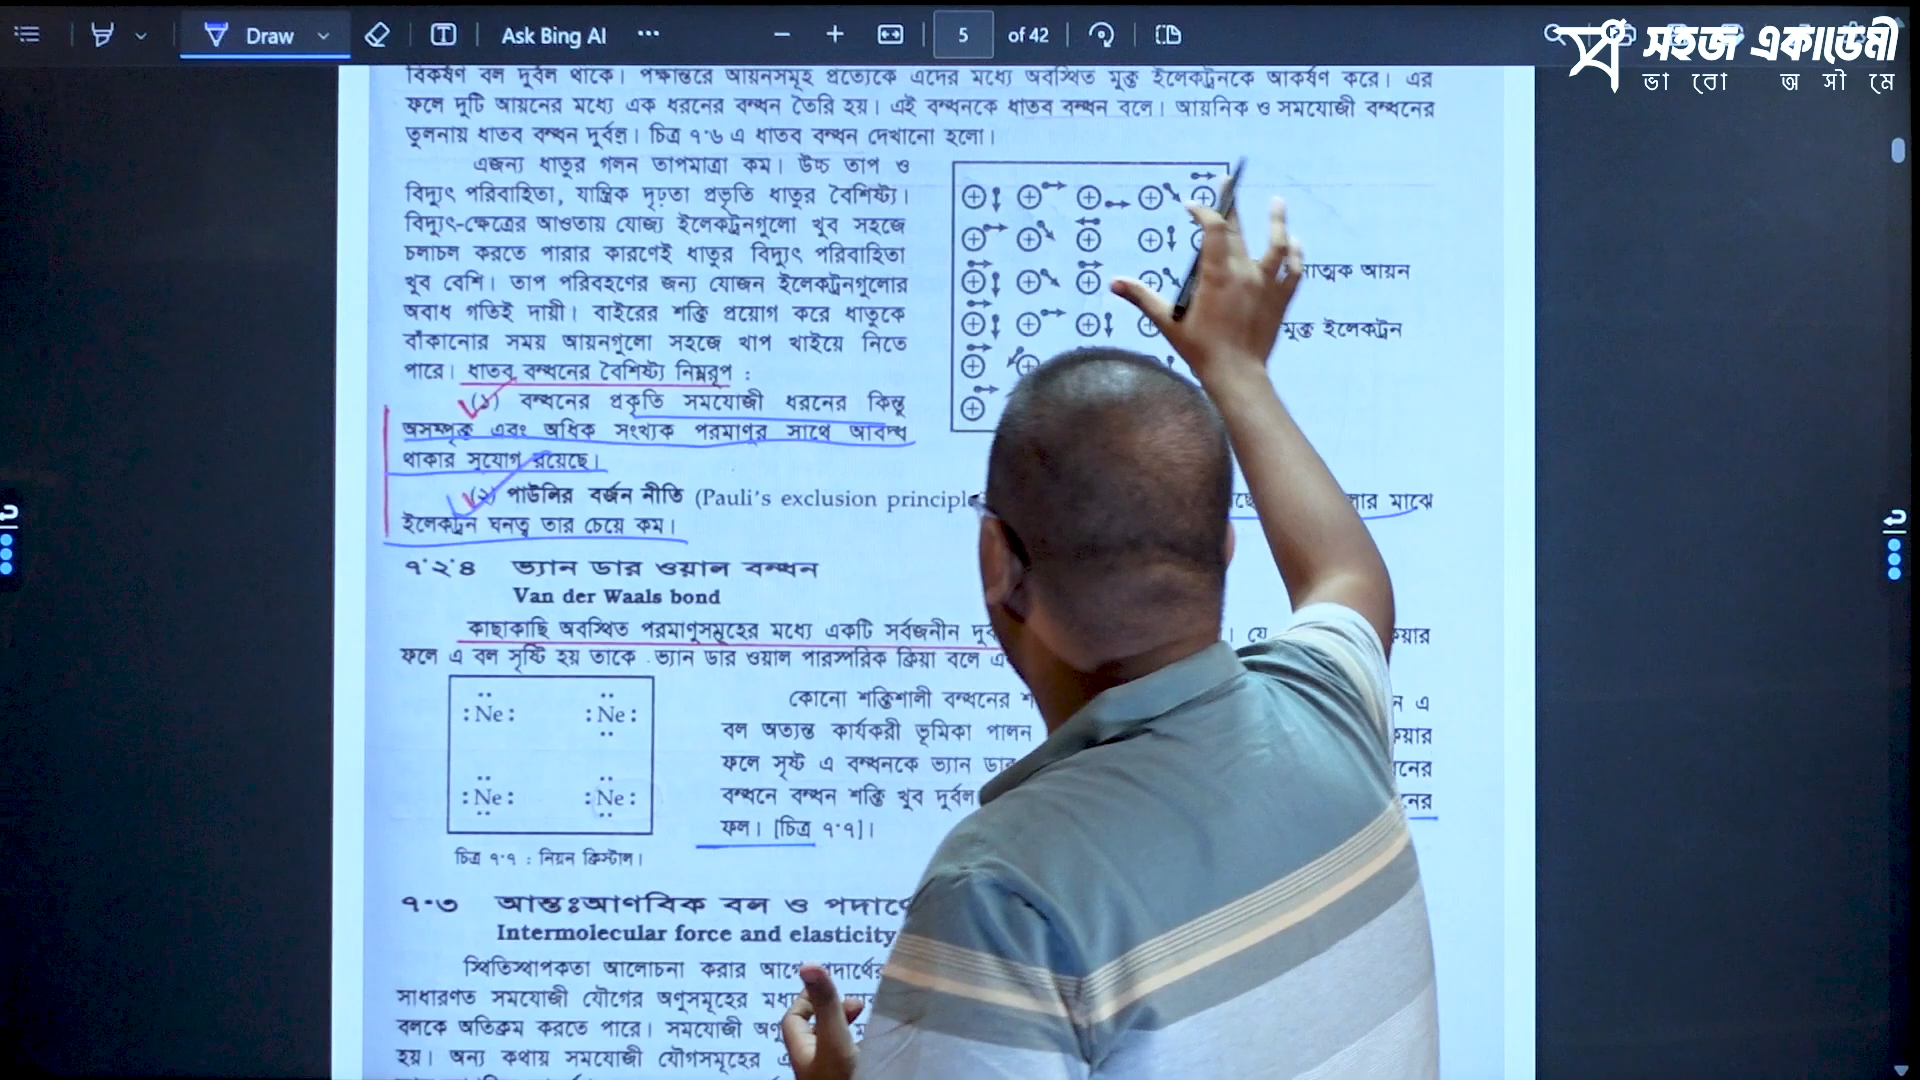 Draw
Ask Bing AI
5 of 42
সহজ একাডেমী
ভাবো অসীমে
বিকর্ষণ বল দুর্বল থাকে। পক্ষান্তরে আয়নসমূহ প্রত্যেকে এদের মধ্যে অবস্থিত মুক্ত ইলেকট্রনকে আকর্ষণ করে। এর
ফলে দুটি আয়নের মধ্যে এক ধরনের বন্ধন তৈরি হয়। এই বন্ধনকে ধাতব বন্ধন বলে। আয়নিক ও সমযোজী বন্ধনের
তুলনায় ধাতব বন্ধন দুর্বল। চিত্র ৭·৬ এ ধাতব বন্ধন দেখানো হলো।
এজন্য ধাতুর গলন তাপমাত্রা কম। উচ্চ তাপ ও
বিদ্যুৎ পরিবাহিতা, যান্ত্রিক দৃঢ়তা প্রভৃতি ধাতুর বৈশিষ্ট্য।
বিদ্যুৎ-ক্ষেত্রের আওতায় যোজ্য ইলেকট্রনগুলো খুব সহজে
চলাচল করতে পারার কারণেই ধাতুর বিদ্যুৎ পরিবাহিতা
খুব বেশি। তাপ পরিবহণের জন্য যোজন ইলেকট্রনগুলোর
অবাধ গতিই দায়ী। বাইরের শক্তি প্রয়োগ করে ধাতুকে
বাঁকানোর সময় আয়নগুলো সহজে খাপ খাইয়ে নিতে
পারে। ধাতব বন্ধনের বৈশিষ্ট্য নিম্নরূপ :
নাত্মক আয়ন
মুক্ত ইলেকট্রন
(১) বন্ধনের প্রকৃতি সমযোজী ধরনের কিন্তু
অসম্পৃক্ত এবং অধিক সংখ্যক পরমাণুর সাথে আবদ্ধ
থাকার সুযোগ রয়েছে।
(২) পাউলির বর্জন নীতি (Pauli's exclusion principle মাঝে
ইলেকট্রন ঘনত্ব তার চেয়ে কম।
৭·২·৪ ভ্যান ডার ওয়াল বন্ধন
Van der Waals bond
কাছাকাছি অবস্থিত পরমাণুসমূহের মধ্যে একটি সর্বজনীন । যে
ফলে এ বল সৃষ্টি হয় তাকে ভ্যান ডার ওয়াল পারস্পরিক ক্রিয়া বলে
:Ne: :Ne:
:Ne: :Ne:
চিত্র ৭·৭ : নিয়ন ক্রিস্টাল।
কোনো শক্তিশালী বন্ধনের এ
বল অত্যন্ত কার্যকরী ভূমিকা পালন
ফলে সৃষ্ট এ বন্ধনকে ভ্যান ডার
বন্ধনে বন্ধন শক্তি খুব দুর্বল
ফল। [চিত্র ৭·৭]।
৭·৩ আন্তঃআণবিক বল ও
Intermolecular force and elasticity
স্থিতিস্থাপকতা আলোচনা করার আগে পদার্থের
সাধারণত সমযোজী যৌগের অণুসমূহের
বলকে অতিক্রম করতে পারে। সমযোজী
হয়। অন্য কথায় সমযোজী যৌগসমূহের